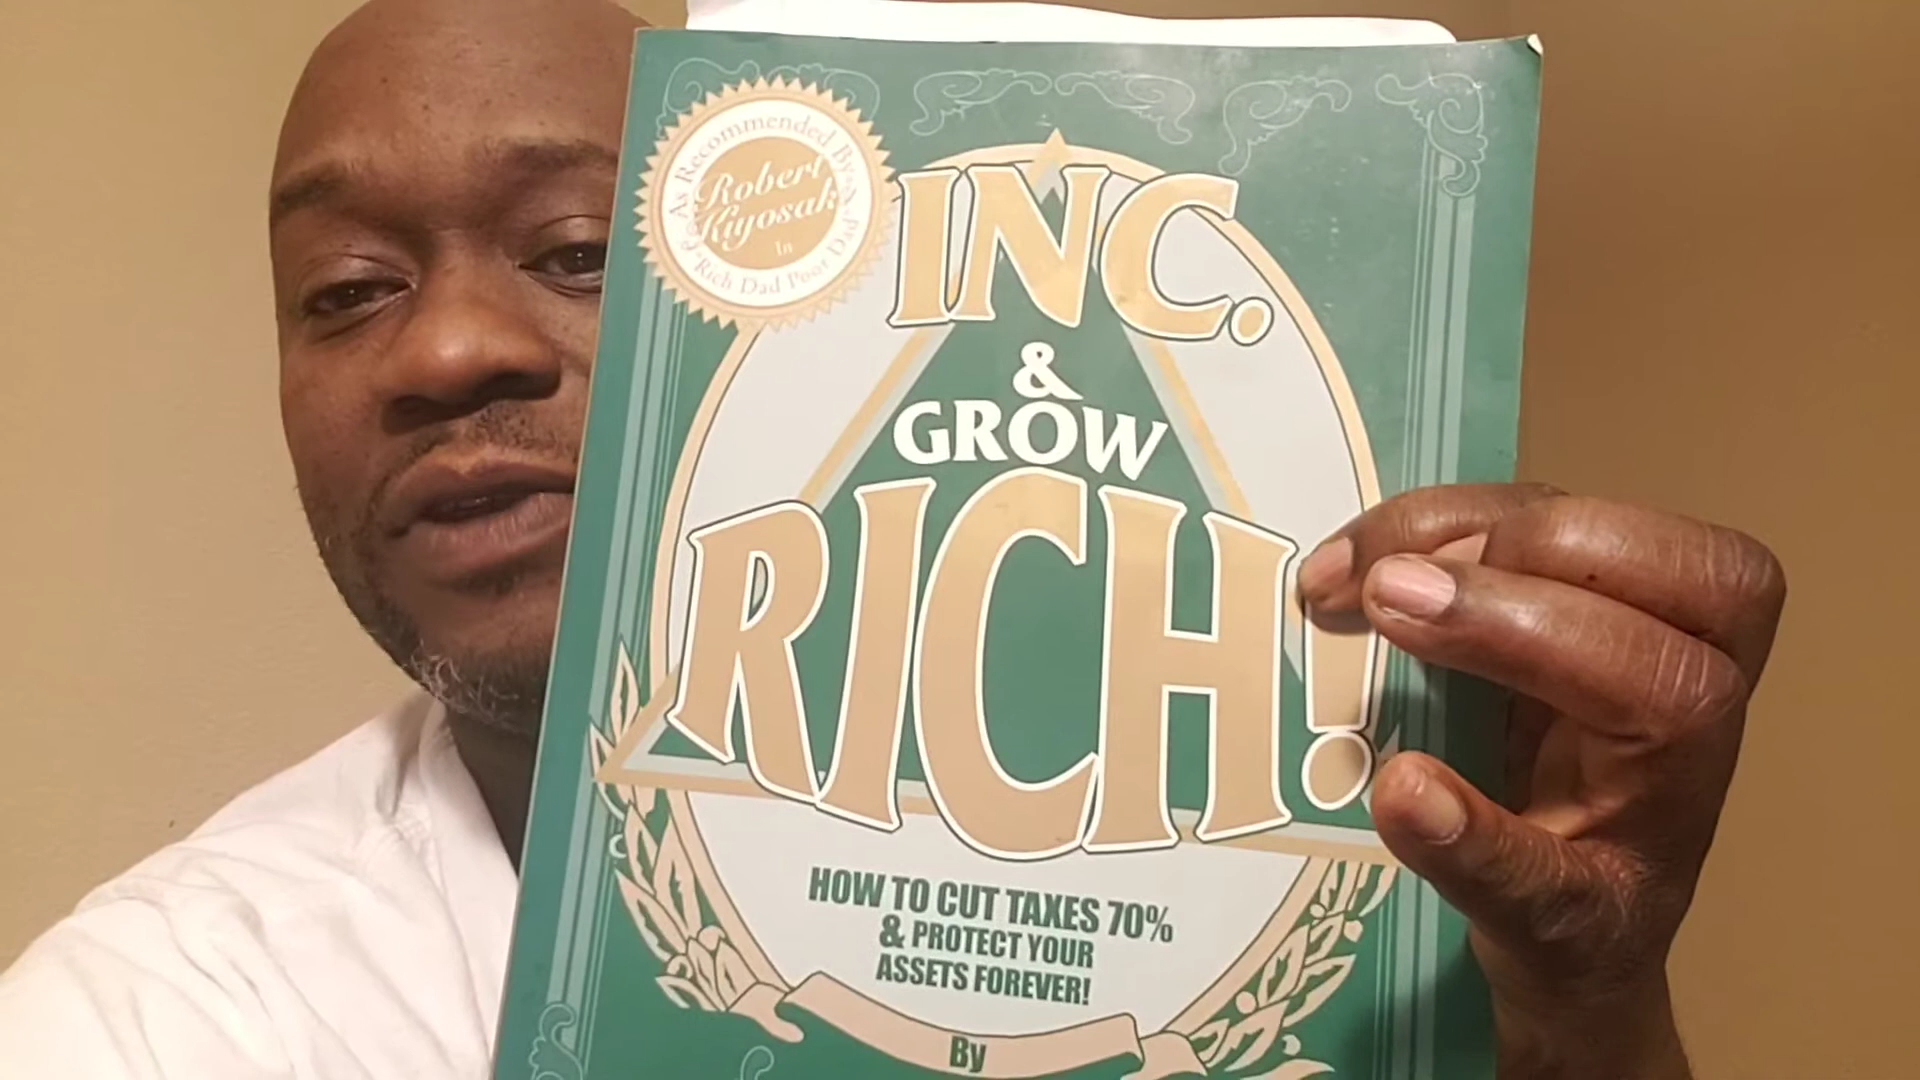 As Recommended By
Robert
Kiyosaki
In
"Rich Dad Poor Dad"
INC.
&
GROW
RICH!
HOW TO CUT TAXES 70%
& PROTECT YOUR
ASSETS FOREVER!
By